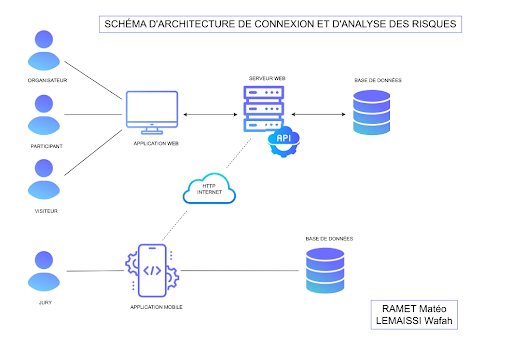 SCHÉMA D'ARCHITECTURE DE CONNEXION ET D'ANALYSE DES RISQUES
ORGANISATEUR
SERVEUR WEB
BASE DE DONNÉES
API
PARTICIPANT
APPLICATION WEB
HTTP
INTERNET
VISITEUR
BASE DE DONNÉES
</>
JURY
APPLICATION MOBILE
RAMET Matéo
LEMAISSI Wafah